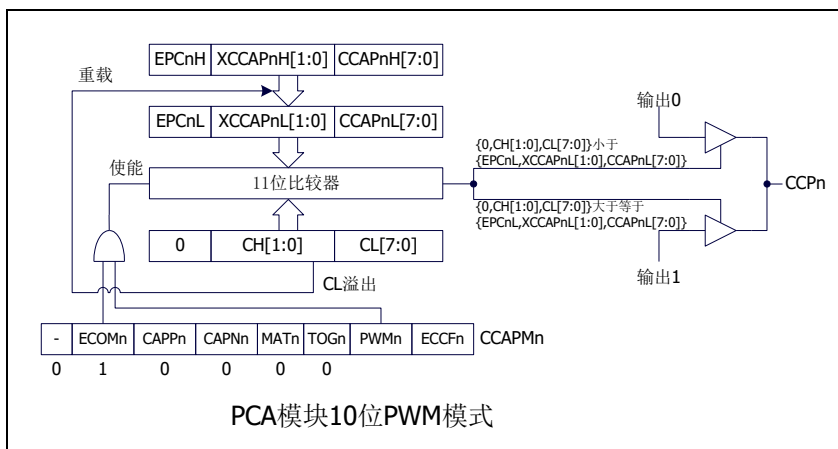 EPCnH XCCAPnH[1:0] CCAPnH[7:0]
重载
EPCnL XCCAPnL[1:0] CCAPnL[7:0]
输出0
使能
{0,CH[1:0],CL[7:0]}小于
{EPCnL,XCCAPnL[1:0],CCAPnL[7:0]}
11位比较器
CCPn
{0,CH[1:0],CL[7:0]}大于等于
{EPCnL,XCCAPnL[1:0],CCAPnL[7:0]}
0 CH[1:0] CL[7:0]
输出1
CL溢出
- ECOMn CAPPn CAPNn MATn TOGn PWMn ECCFn CCAPMn
0 1 0 0 0 0
PCA模块10位PWM模式